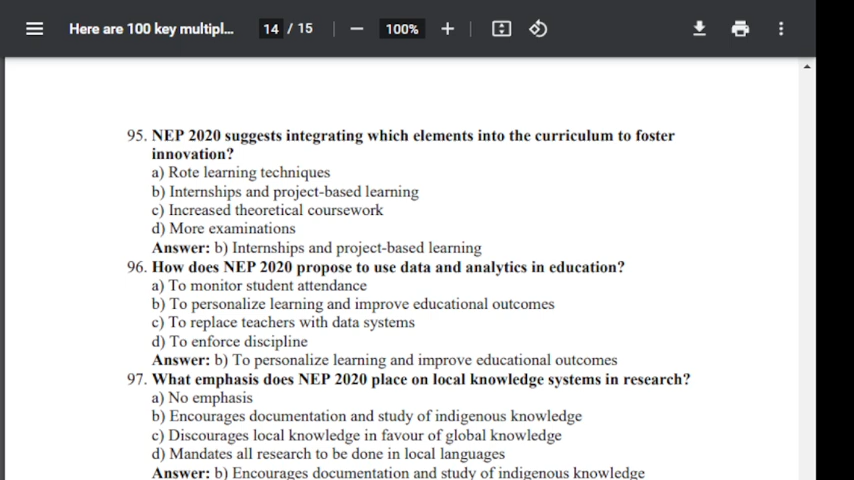 Here are 100 key multipl... 14 / 15 100%
95. NEP 2020 suggests integrating which elements into the curriculum to foster
innovation?
a) Rote learning techniques
b) Internships and project-based learning
c) Increased theoretical coursework
d) More examinations
Answer: b) Internships and project-based learning
96. How does NEP 2020 propose to use data and analytics in education?
a) To monitor student attendance
b) To personalize learning and improve educational outcomes
c) To replace teachers with data systems
d) To enforce discipline
Answer: b) To personalize learning and improve educational outcomes
97. What emphasis does NEP 2020 place on local knowledge systems in research?
a) No emphasis
b) Encourages documentation and study of indigenous knowledge
c) Discourages local knowledge in favour of global knowledge
d) Mandates all research to be done in local languages
Answer: b) Encourages documentation and study of indigenous knowledge